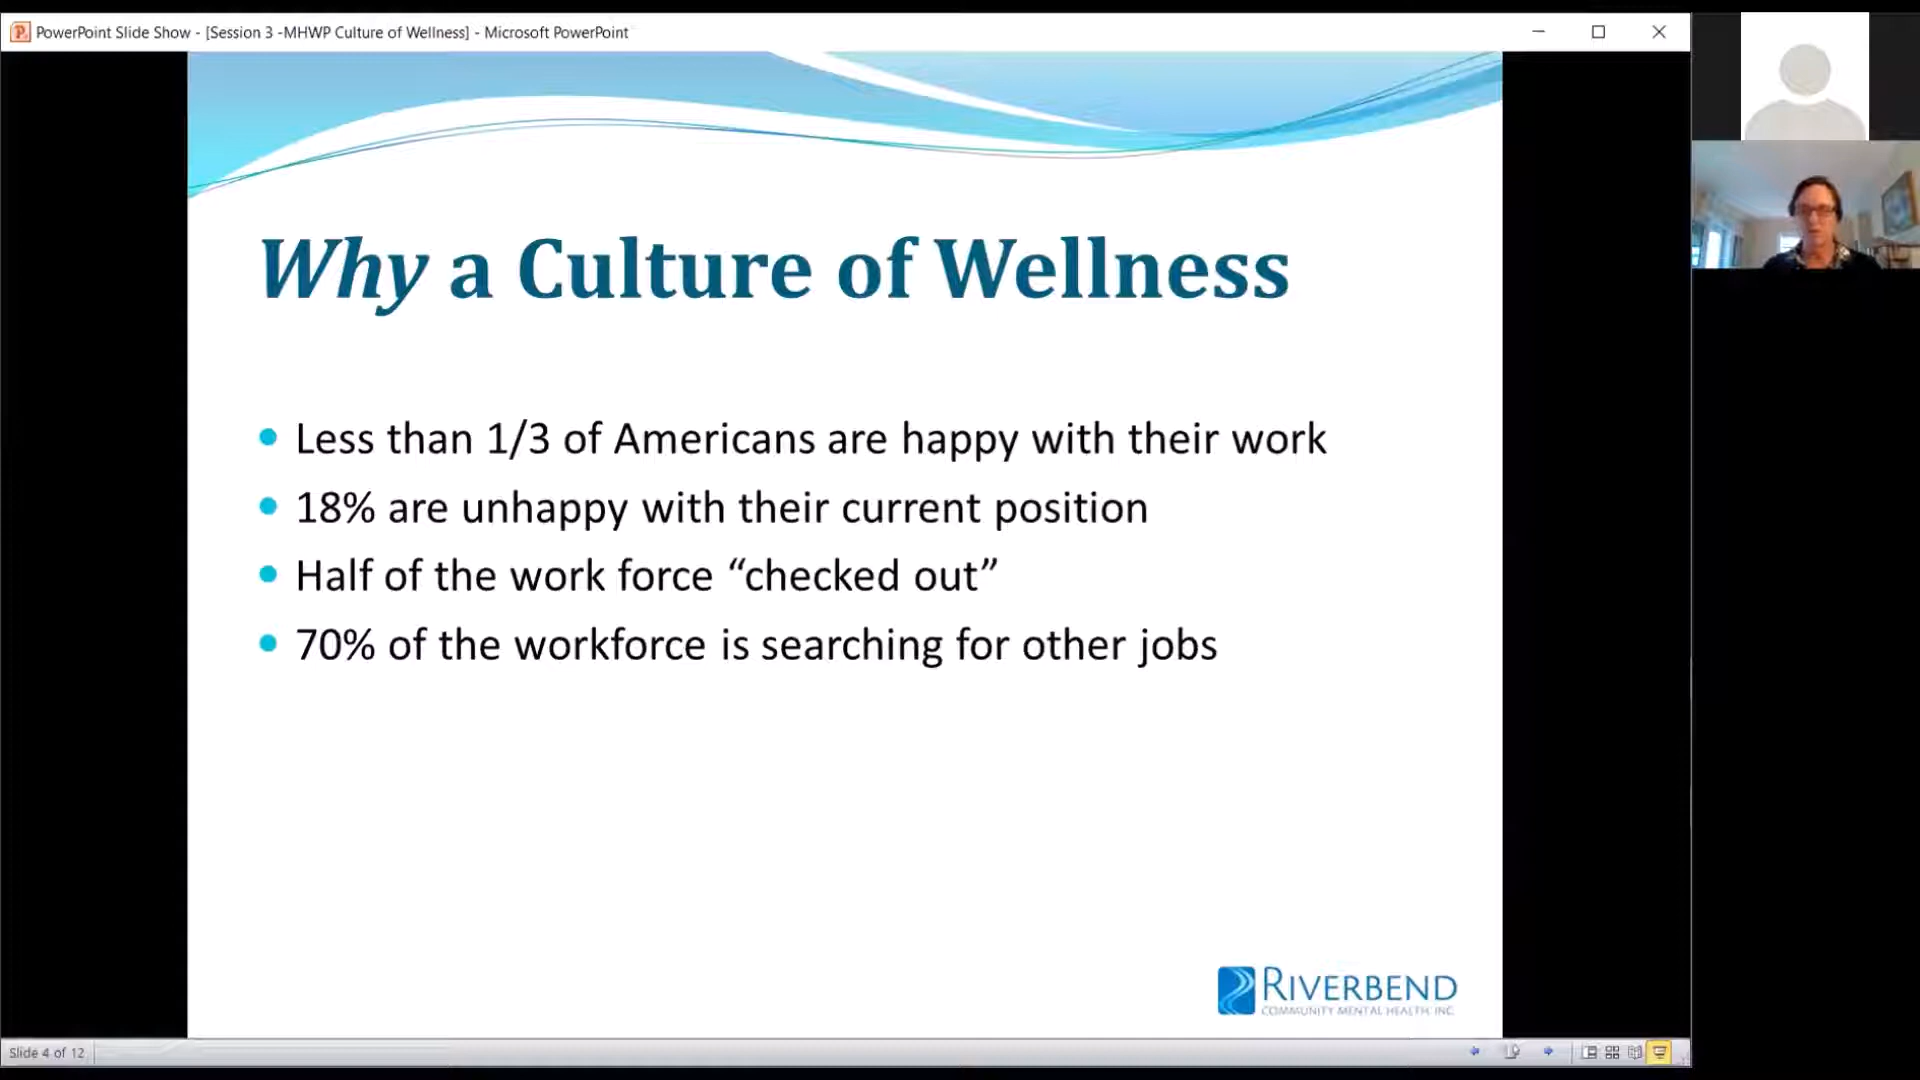 PowerPoint Slide Show - [Session 3 -MHWP Culture of Wellness] - Microsoft PowerPoint
Why a Culture of Wellness
Less than 1/3 of Americans are happy with their work
18% are unhappy with their current position
Half of the work force “checked out”
70% of the workforce is searching for other jobs
RIVERBEND
COMMUNITY MENTAL HEALTH, INC.
Slide 4 of 12